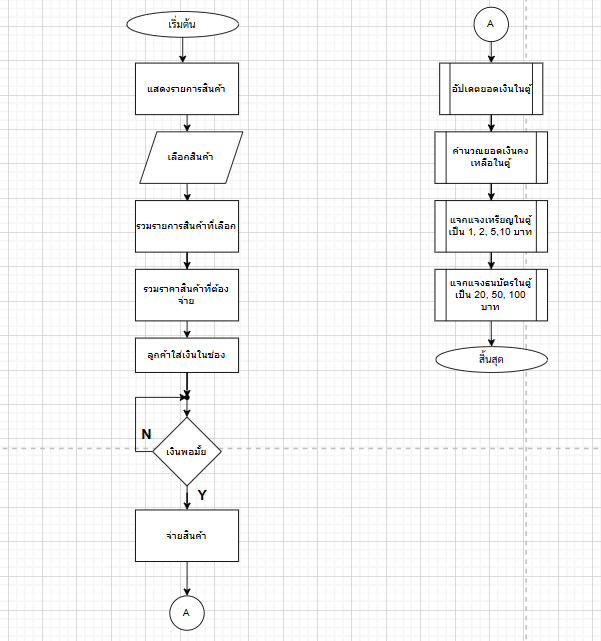 เริ่มต้น
แสดงรายการสินค้า
เลือกสินค้า
รวมรายการสินค้าที่เลือก
รวมราคาสินค้าที่ต้อง
จ่าย
ลูกค้าใส่เงินในช่อง
N
เงินพอมั้ย
Y
จ่ายสินค้า
A
A
อัปเดตยอดเงินในตู้
คำนวณยอดเงินคง
เหลือในตู้
แจกแจงเหรียญในตู้
เป็น 1, 2, 5,10 บาท
แจกแจงธนบัตรในตู้
เป็น 20, 50, 100
บาท
สิ้นสุด